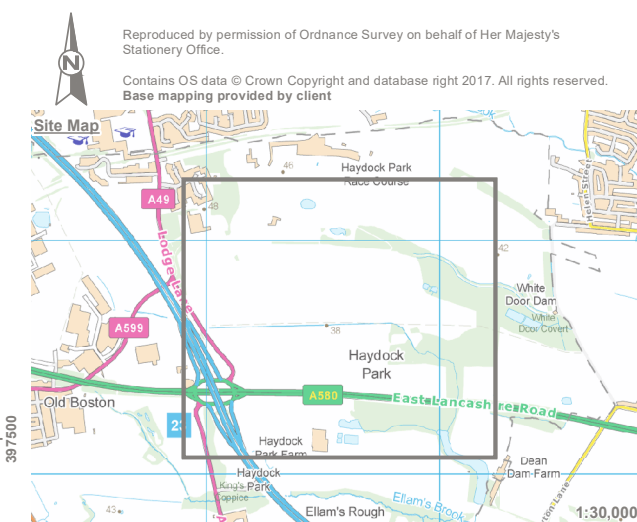 Reproduced by permission of Ordnance Survey on behalf of Her Majesty's
Stationery Office.
Contains OS data © Crown Copyright and database right 2017. All rights reserved.
Base mapping provided by client
N
Site Map
Haydock Park
Race Course
46
A49
48
Helen Street
Lodge Lane
42
White
Door Dam
White
Door Covert
A599
38
Haydock
Park
A580
East Lancashire Road
Old Boston
23
397500
Haydock
Park Farm
Haydock
Park
King's
Coppice
Dean
Dam Farm
Ellam's Brook
Ellam's Rough
43
1:30,000